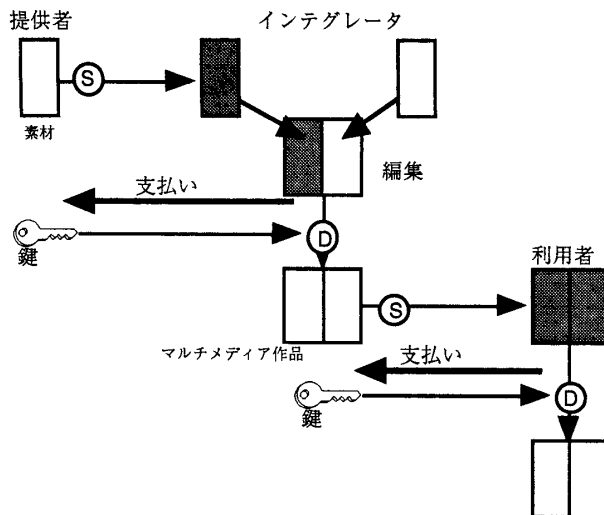 提供者
インテグレータ
S
素材
編集
支払い
鍵
D
利用者
マルチメディア作品
S
支払い
鍵
D